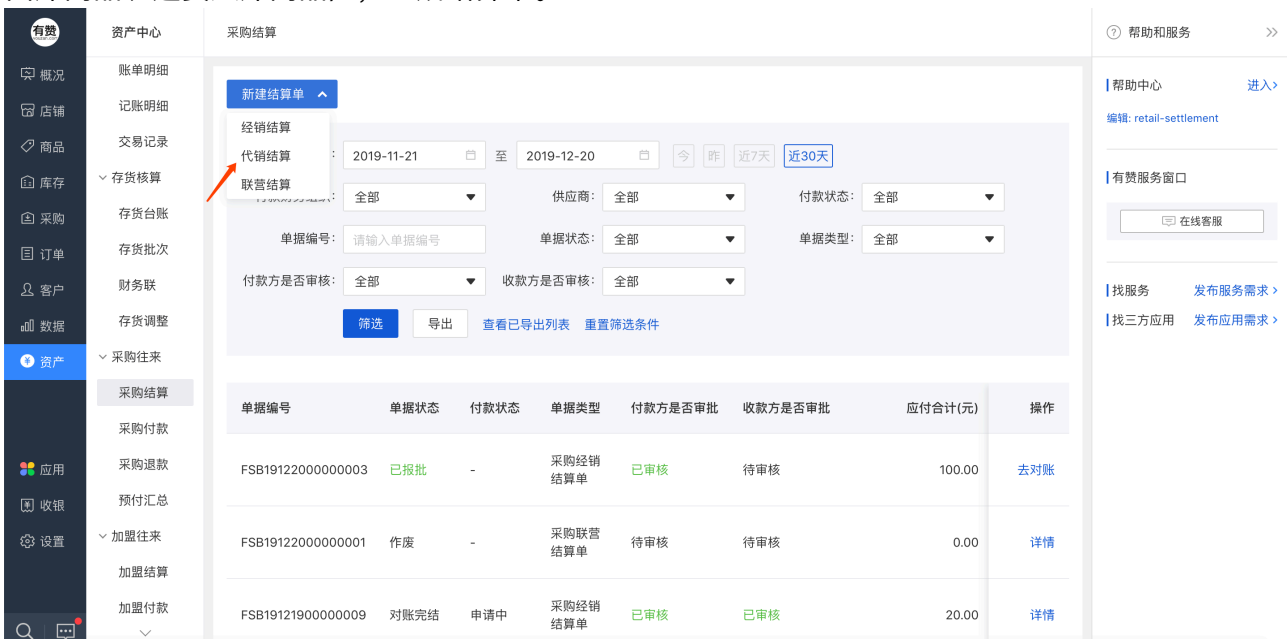 有赞
资产中心
采购结算
帮助和服务
概况
店铺
商品
库存
采购
订单
客户
数据
资产
应用
收银
设置
账单明细
记账明细
交易记录
存货核算
存货台账
存货批次
财务联
存货调整
采购往来
采购结算
采购付款
采购退款
预付汇总
加盟往来
加盟结算
加盟付款
新建结算单
经销结算
代销结算
联营结算
2019-11-21 至 2019-12-20 今 昨 近7天 近30天
全部 供应商: 全部 付款状态: 全部
单据编号: 请输入单据编号 单据状态: 全部 单据类型: 全部
付款方是否审核: 全部 收款方是否审核: 全部
筛选 导出 查看已导出列表 重置筛选条件
单据编号 单据状态 付款状态 单据类型 付款方是否审批 收款方是否审批 应付合计(元) 操作
FSB19122000000003 已报批 - 采购经销结算单 已审核 待审核 100.00 去对账
FSB19122000000001 作废 - 采购联营结算单 待审核 待审核 0.00 详情
FSB19121900000009 对账完结 申请中 采购经销结算单 已审核 已审核 20.00 详情
帮助中心 进入
编辑: retail-settlement
有赞服务窗口
在线客服
找服务 发布服务需求
找三方应用 发布应用需求